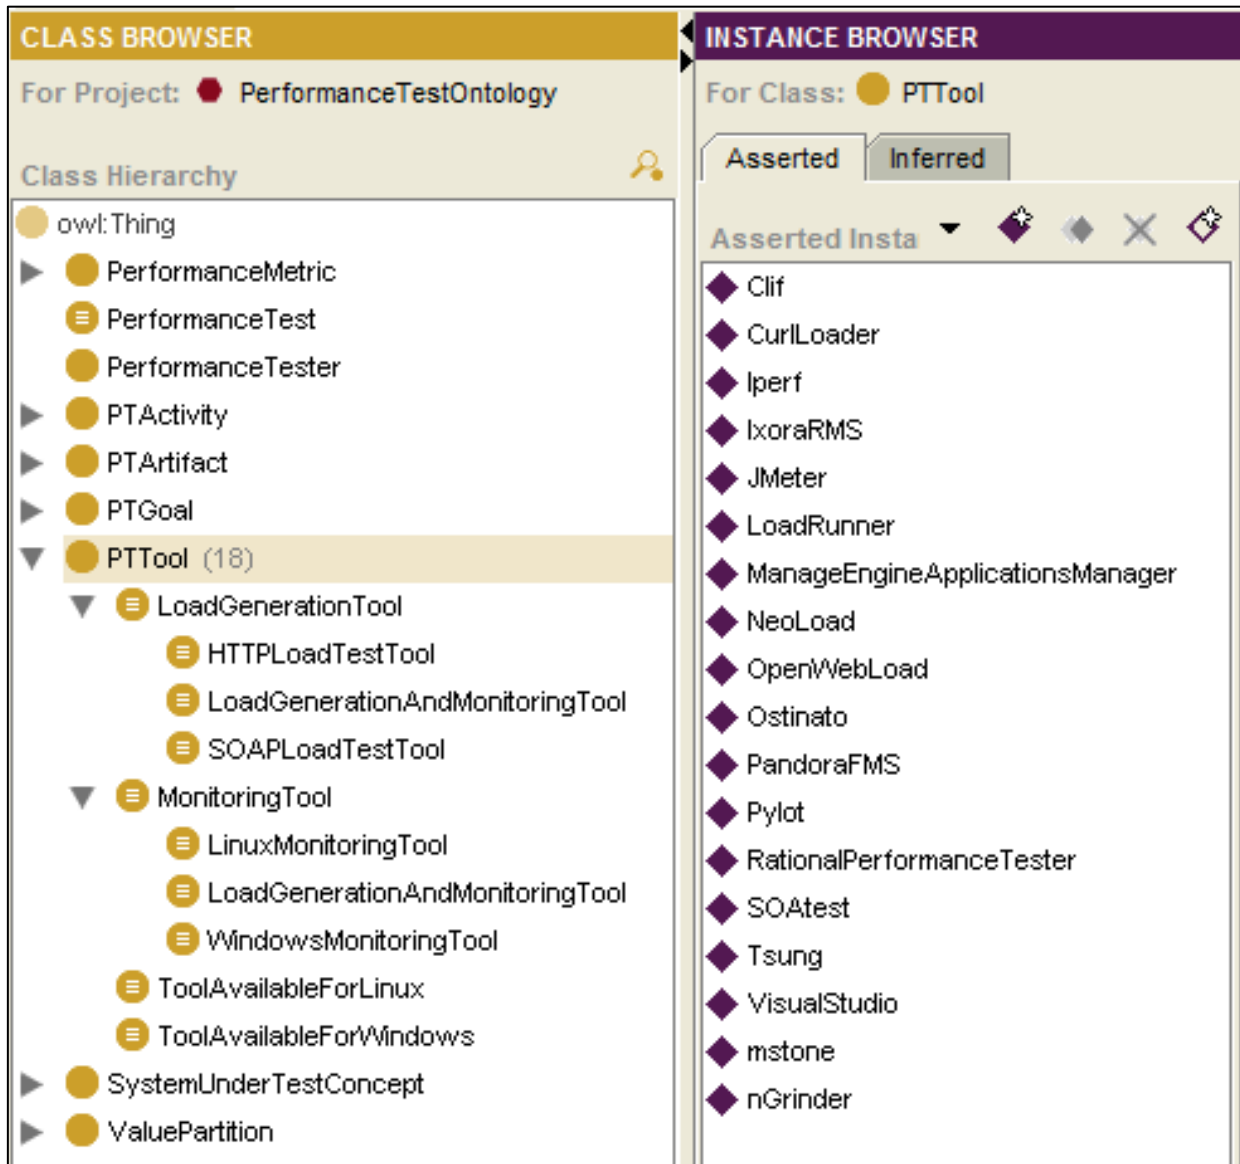 CLASS BROWSER
For Project: PerformanceTestOntology
Class Hierarchy
owl:Thing
PerformanceMetric
PerformanceTest
PerformanceTester
PTActivity
PTArtifact
PTGoal
PTTool (18)
LoadGenerationTool
HTTPLoadTestTool
LoadGenerationAndMonitoringTool
SOAPLoadTestTool
MonitoringTool
LinuxMonitoringTool
LoadGenerationAndMonitoringTool
WindowsMonitoringTool
ToolAvailableForLinux
ToolAvailableForWindows
SystemUnderTestConcept
ValuePartition
INSTANCE BROWSER
For Class: PTTool
Asserted Inferred
Asserted Insta
Clif
CurlLoader
Iperf
IxoraRMS
JMeter
LoadRunner
ManageEngineApplicationsManager
NeoLoad
OpenWebLoad
Ostinato
PandoraFMS
Pylot
RationalPerformanceTester
SOAtest
Tsung
VisualStudio
mstone
nGrinder